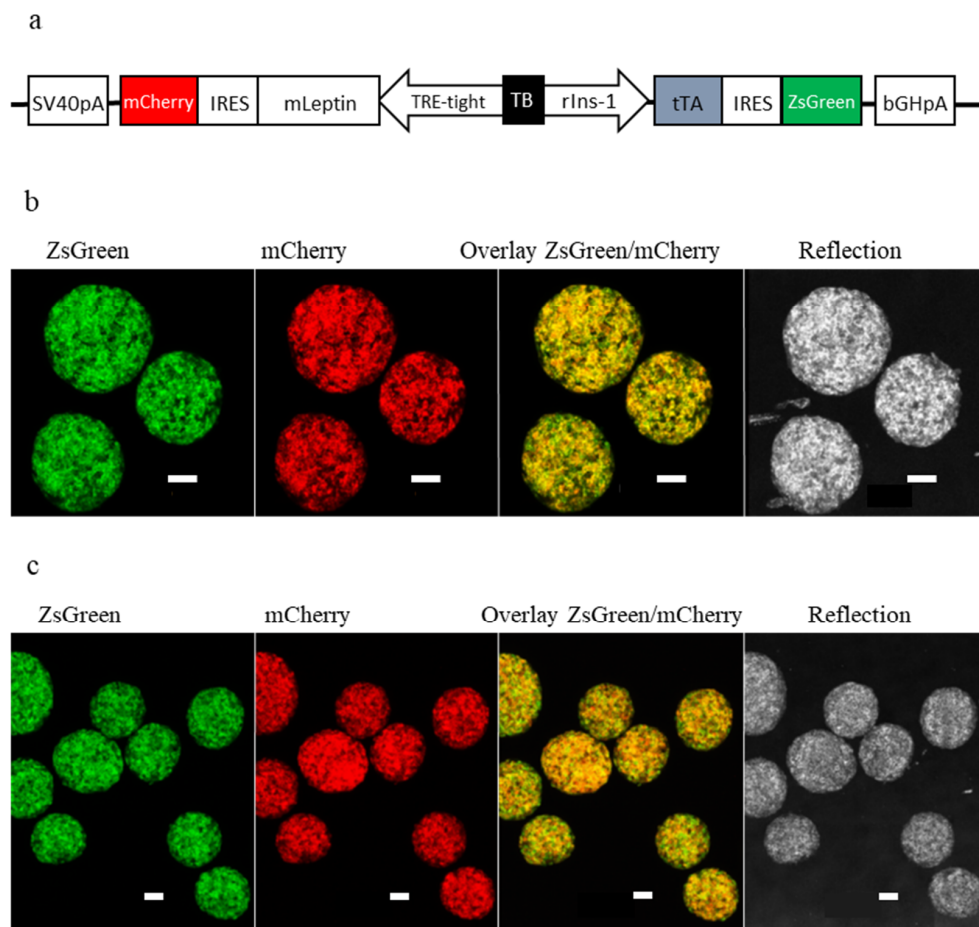 a
SV40pA mCherry IRES mLeptin TRE-tight TB rIns-1 tTA IRES ZsGreen bGHpA
b
ZsGreen mCherry Overlay ZsGreen/mCherry Reflection
c
ZsGreen mCherry Overlay ZsGreen/mCherry Reflection